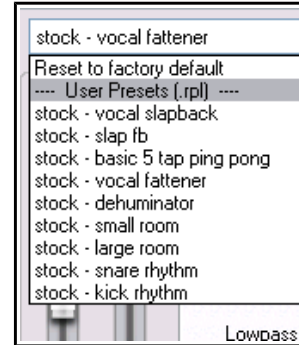 stock - vocal fattener
Reset to factory default
---- User Presets (.rpl) ----
stock - vocal slapback
stock - slap fb
stock - basic 5 tap ping pong
stock - vocal fattener
stock - dehuminator
stock - small room
stock - large room
stock - snare rhythm
stock - kick rhythm
Lowpass